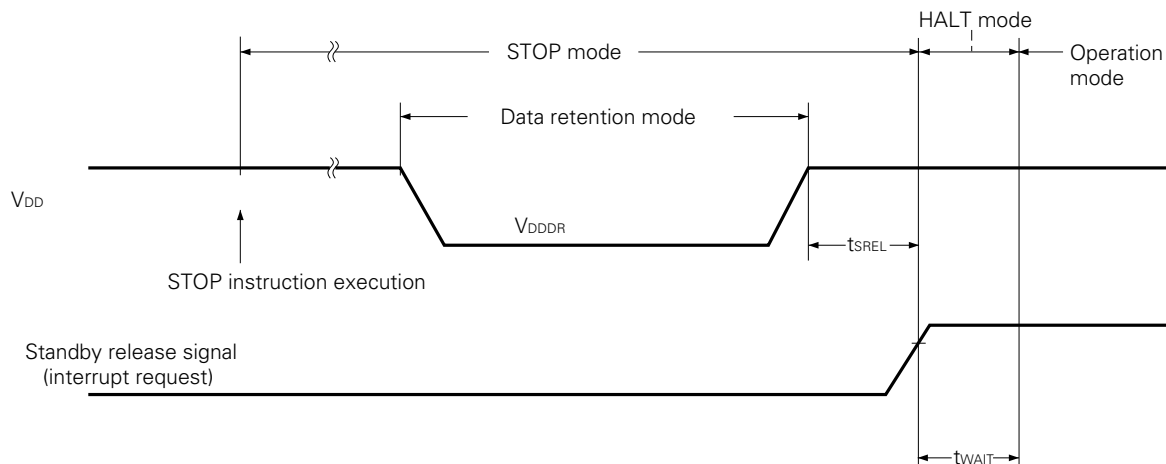 HALT mode
STOP mode
Operation
mode
Data retention mode
VDD
VDDDR
tSREL
STOP instruction execution
Standby release signal
(interrupt request)
tWAIT